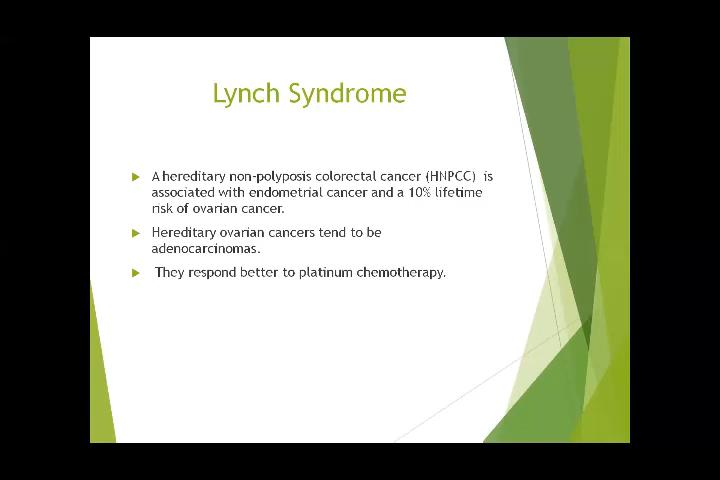 Lynch Syndrome
A hereditary non-polyposis colorectal cancer (HNPCC)  is
associated with endometrial cancer and a 10% lifetime
risk of ovarian cancer.
Hereditary ovarian cancers tend to be
adenocarcinomas.
They respond better to platinum chemotherapy.